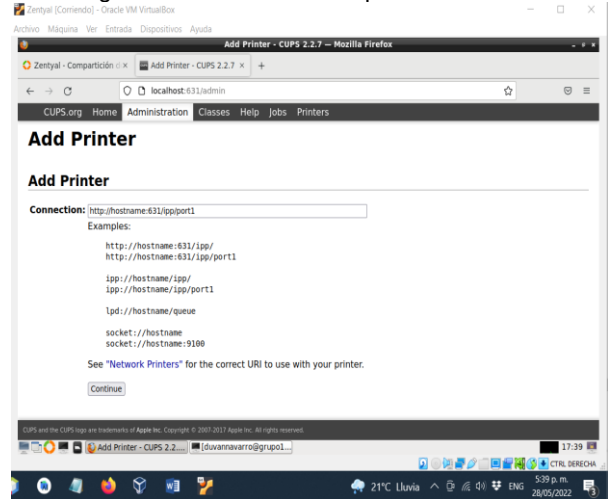 Zentyal [Corriendo] - Oracle VM VirtualBox
Archivo Máquina Ver Entrada Dispositivos Ayuda
Add Printer - CUPS 2.2.7 — Mozilla Firefox
Zentyal - Compartición d × Add Printer - CUPS 2.2.7 × +
localhost:631/admin
CUPS.org Home Administration Classes Help Jobs Printers
Add Printer
Add Printer
Connection: http://hostname:631/ipp/port1
Examples:
http://hostname:631/ipp/
http://hostname:631/ipp/port1
ipp://hostname/ipp/
ipp://hostname/ipp/port1
lpd://hostname/queue
socket://hostname
socket://hostname:9100
See "Network Printers" for the correct URI to use with your printer.
Continue
CUPS and the CUPS logo are trademarks of Apple Inc. Copyright © 2007-2017 Apple Inc. All rights reserved.
Add Printer - CUPS 2.2.... [duvannavarro@grupo1... 17:39
CTRL DERECHA
21°C Lluvia ENG 5:39 p. m.
28/05/2022